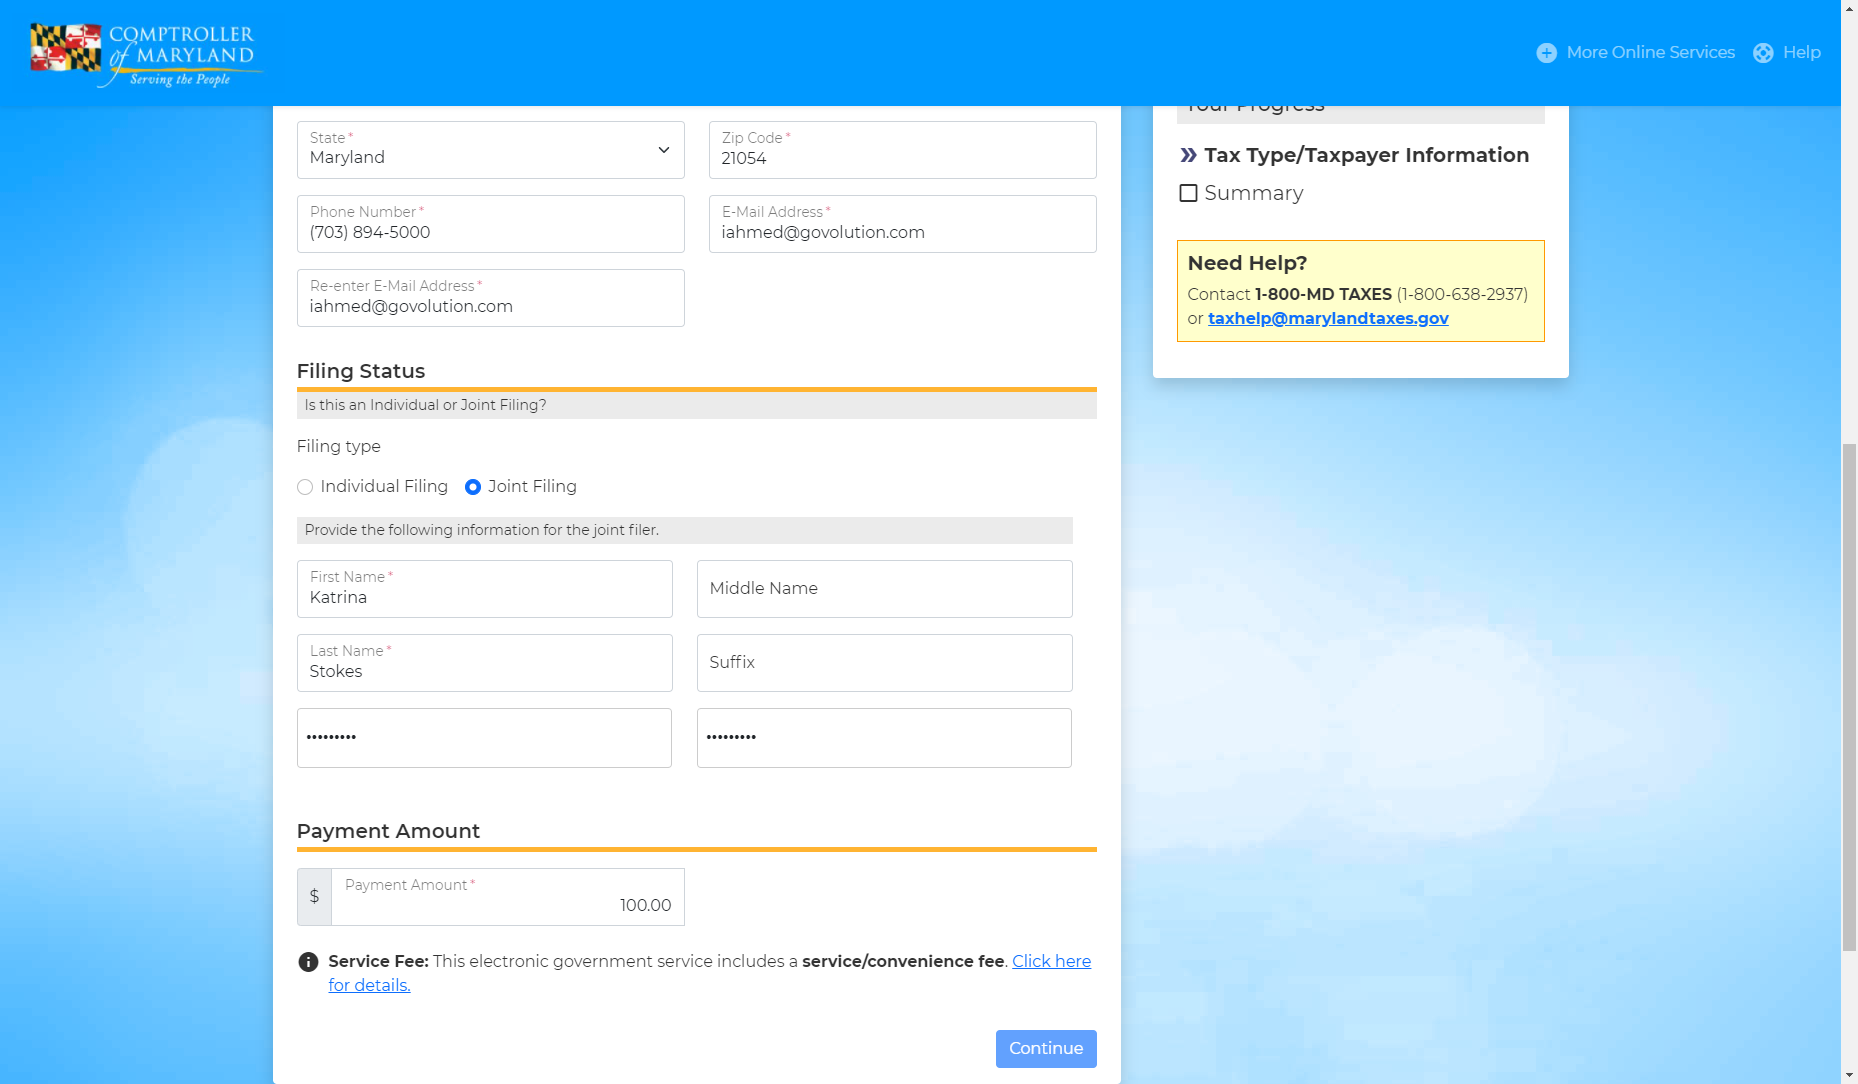 COMPTROLLER
of MARYLAND
Serving the People
More Online Services
Help
State *
Maryland
Zip Code *
21054
Phone Number *
(703) 894-5000
E-Mail Address *
iahmed@govolution.com
Re-enter E-Mail Address *
iahmed@govolution.com
Filing Status
Is this an Individual or Joint Filing?
Filing type
Individual Filing
Joint Filing
Provide the following information for the joint filer.
First Name *
Katrina
Middle Name
Last Name *
Stokes
Suffix
•••••••••
•••••••••
Payment Amount
$
Payment Amount *
100.00
Service Fee: This electronic government service includes a service/convenience fee. Click here
for details.
Continue
Your Progress
Tax Type/Taxpayer Information
Summary
Need Help?
Contact 1-800-MD TAXES (1-800-638-2937)
or taxhelp@marylandtaxes.gov